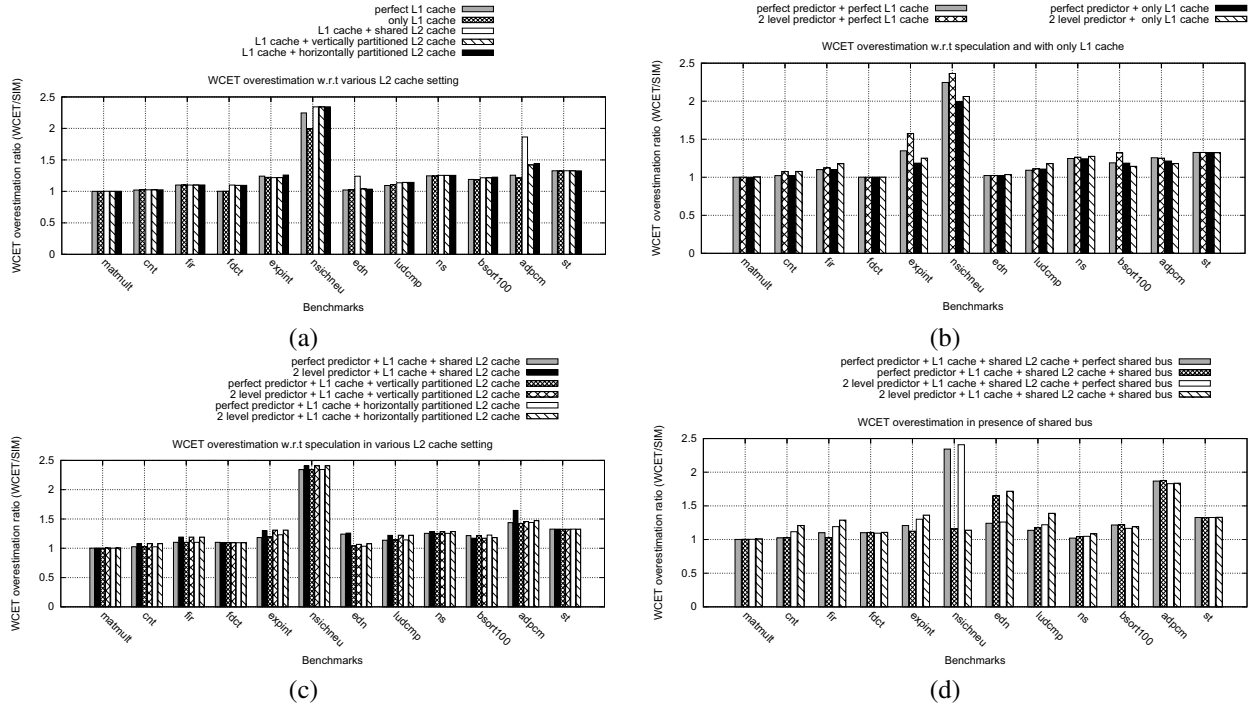 perfect L1 cache
only L1 cache
L1 cache + shared L2 cache
L1 cache + vertically partitioned L2 cache
L1 cache + horizontally partitioned L2 cache
WCET overestimation w.r.t various L2 cache setting
WCET overestimation ratio (WCET/SIM)
2.5
2
1.5
1
0.5
0
matmult
cnt
fir
fdct
expint
nsichneu
edn
ludcmp
ns
bsort100
adpcm
st
Benchmarks
(a)
perfect predictor + perfect L1 cache
2 level predictor + perfect L1 cache
perfect predictor + only L1 cache
2 level predictor + only L1 cache
WCET overestimation w.r.t speculation and with only L1 cache
WCET overestimation ratio (WCET/SIM)
2.5
2
1.5
1
0.5
0
matmult
cnt
fir
fdct
expint
nsichneu
edn
ludcmp
ns
bsort100
adpcm
st
Benchmarks
(b)
perfect predictor + L1 cache + shared L2 cache
2 level predictor + L1 cache + shared L2 cache
perfect predictor + L1 cache + vertically partitioned L2 cache
2 level predictor + L1 cache + vertically partitioned L2 cache
perfect predictor + L1 cache + horizontally partitioned L2 cache
2 level predictor + L1 cache + horizontally partitioned L2 cache
WCET overestimation w.r.t speculation in various L2 cache setting
WCET overestimation ratio (WCET/SIM)
2.5
2
1.5
1
0.5
0
matmult
cnt
fir
fdct
expint
nsichneu
edn
ludcmp
ns
bsort100
adpcm
st
Benchmarks
(c)
perfect predictor + L1 cache + shared L2 cache + perfect shared bus
perfect predictor + L1 cache + shared L2 cache + shared bus
2 level predictor + L1 cache + shared L2 cache + perfect shared bus
2 level predictor + L1 cache + shared L2 cache + shared bus
WCET overestimation in presence of shared bus
WCET overestimation ratio (WCET/SIM)
2.5
2
1.5
1
0.5
0
matmult
cnt
fir
fdct
expint
nsichneu
edn
ludcmp
ns
bsort100
adpcm
st
Benchmarks
(d)